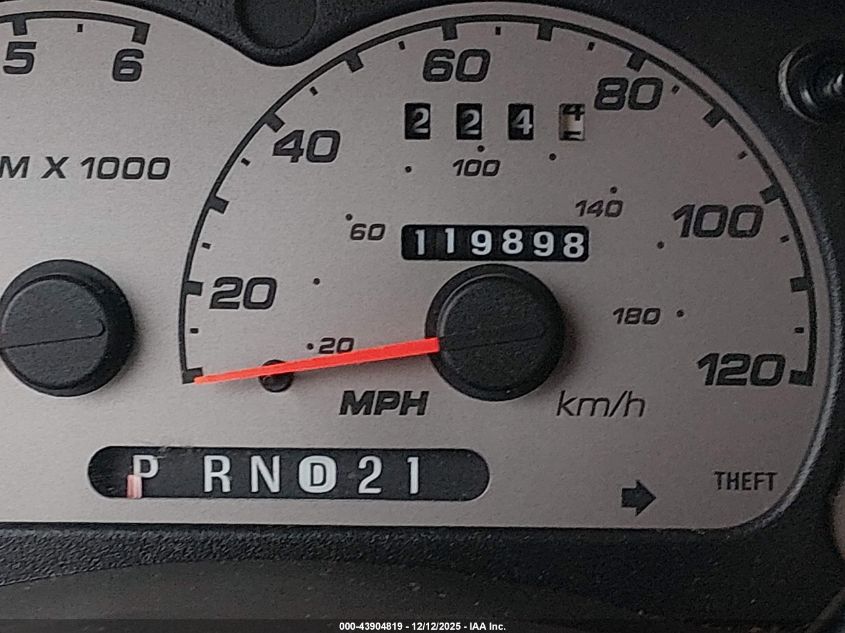 5 6
M X 1000
20 40 60 80 100 120
2 2 4
20 60 100 140 180
119898
MPH km/h
P R N D 2 1
THEFT
000-43904819 - 12/12/2025 - IAA Inc.